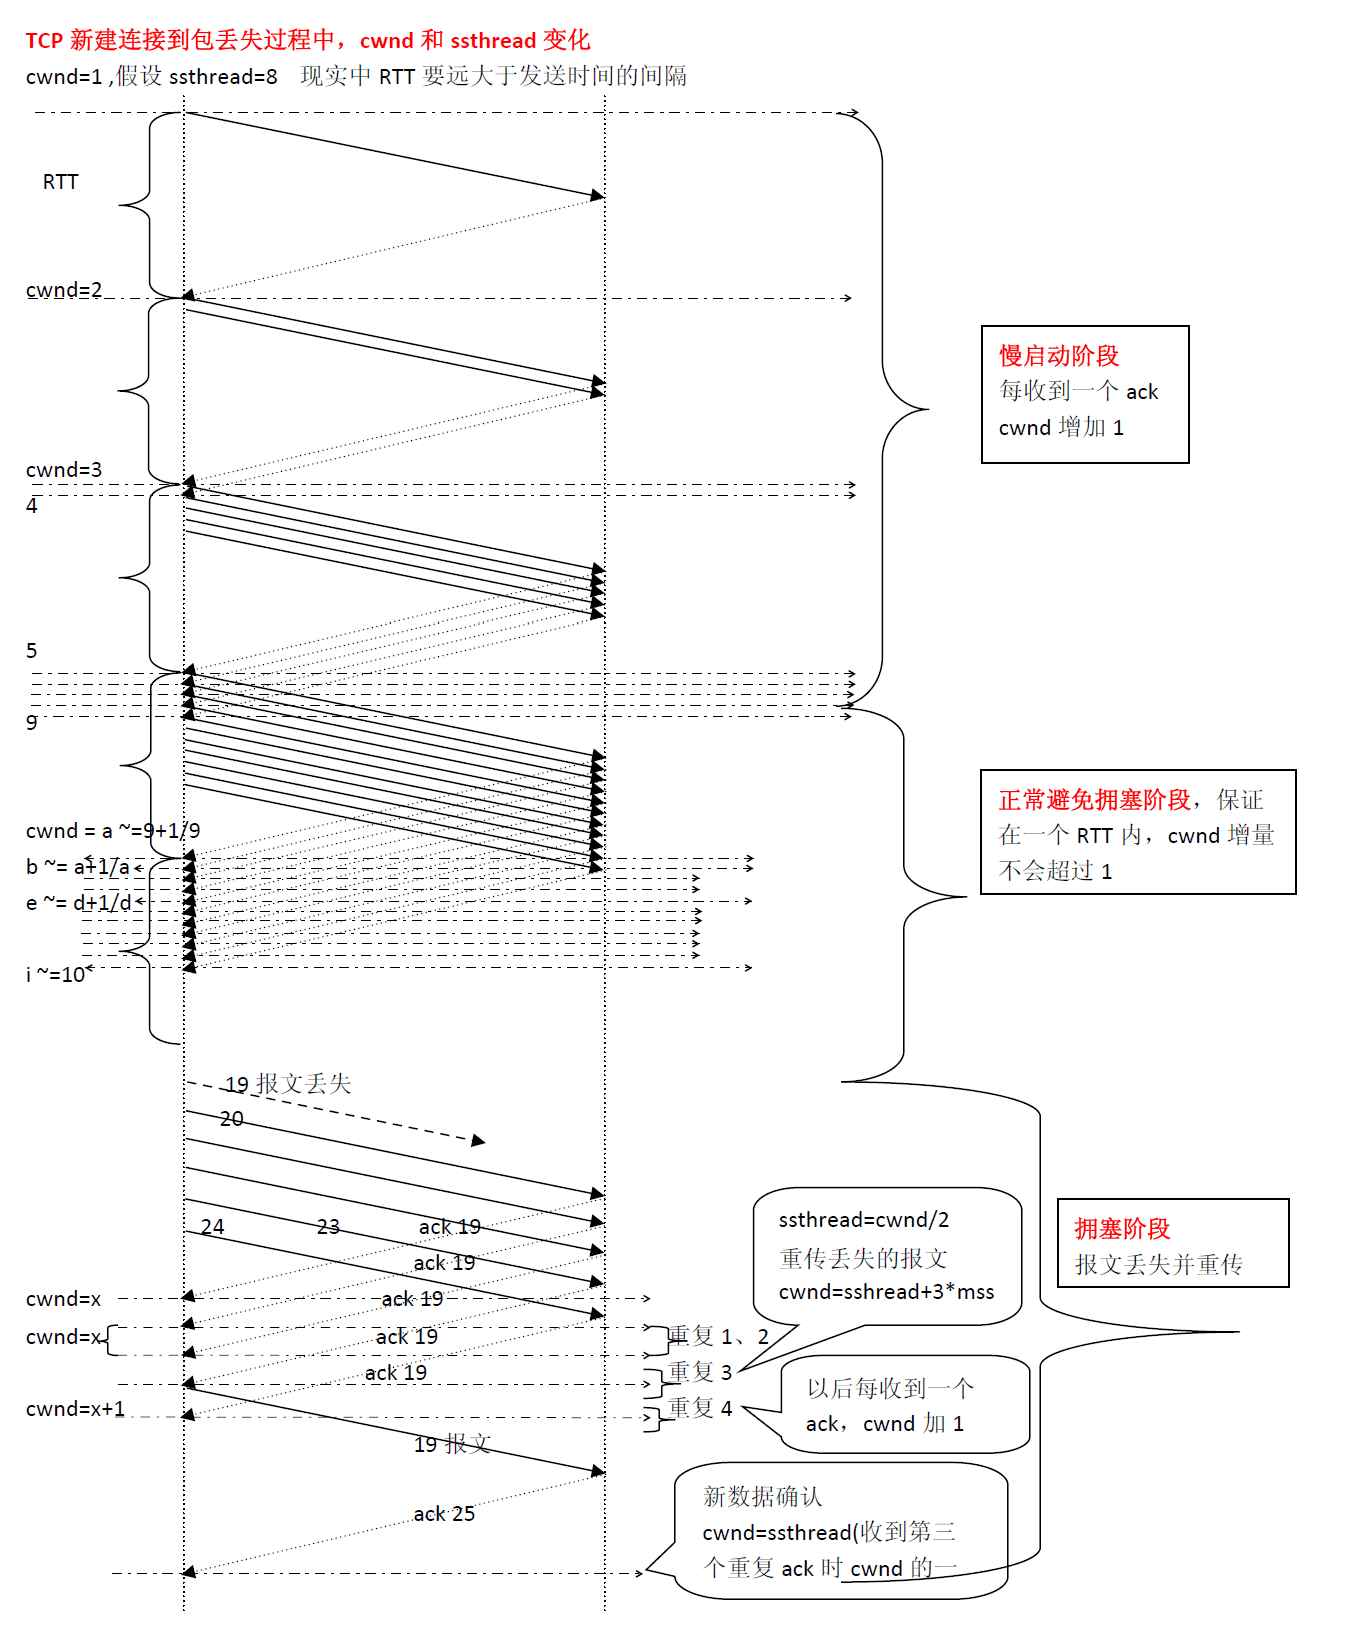 TCP 新建连接到包丢失过程中，cwnd 和 ssthread 变化
cwnd=1 ,假设 ssthread=8 现实中 RTT 要远大于发送时间的间隔
RTT
cwnd=2
慢启动阶段
每收到一个 ack
cwnd 增加 1
cwnd=3
4
5
9
正常避免拥塞阶段，保证
在一个 RTT 内，cwnd 增量
不会超过 1
cwnd = a ~=9+1/9
b ~= a+1/a
e ~= d+1/d
i ~=10
19 报文丢失
20
24
23
ack 19
ack 19
ack 19
ack 19
ack 19
ssthread=cwnd/2
重传丢失的报文
cwnd=sshread+3*mss
拥塞阶段
报文丢失并重传
cwnd=x
cwnd=x
重复 1、2
重复 3
重复 4
cwnd=x+1
以后每收到一个
ack，cwnd 加 1
19 报文
新数据确认
cwnd=ssthread(收到第三
个重复 ack 时 cwnd 的一
ack 25